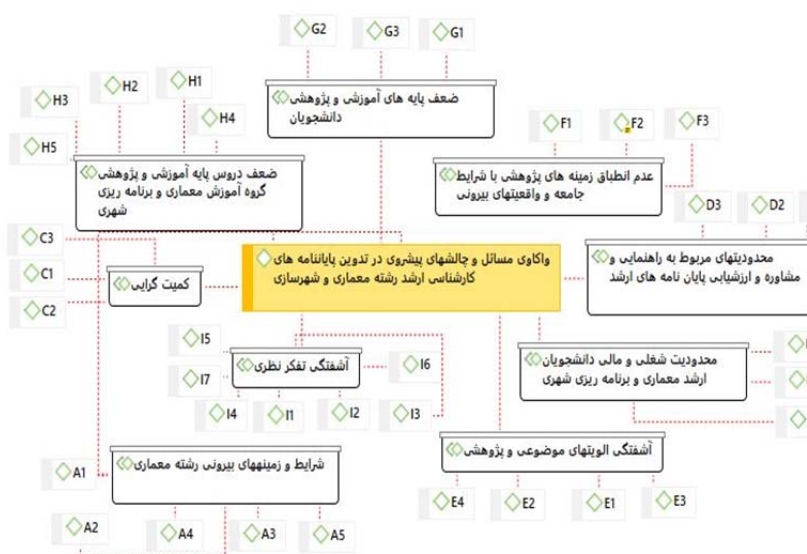 G2
G3
G1
ضعف پایه های آموزشی و پژوهشی
دانشجویان
H3
H2
H1
H4
H5
ضعف دروس پایه آموزشی و پژوهشی
گروه آموزش معماری و برنامه ریزی
شهری
F1
F2
F3
عدم انطباق زمینه های پژوهشی با شرایط
جامعه و واقعیتهای بیرونی
D3
D2
محدودیتهای مربوط به راهنمایی و
مشاوره و ارزشیابی پایان نامه های ارشد
C3
C1
C2
کمیت گرایی
واکاوی مسائل و چالشهای پیشروی در تدوین پایاننامه های
کارشناسی ارشد رشته معماری و شهرسازی
I5
I7
آشفتگی تفکر نظری
I6
I4
I1
I2
I3
محدودیت شغلی و مالی دانشجویان
ارشد معماری و برنامه ریزی شهری
آشفتگی الویتهای موضوعی و پژوهشی
E4
E2
E1
E3
شرایط و زمینههای بیرونی رشته معماری
A1
A2
A4
A3
A5